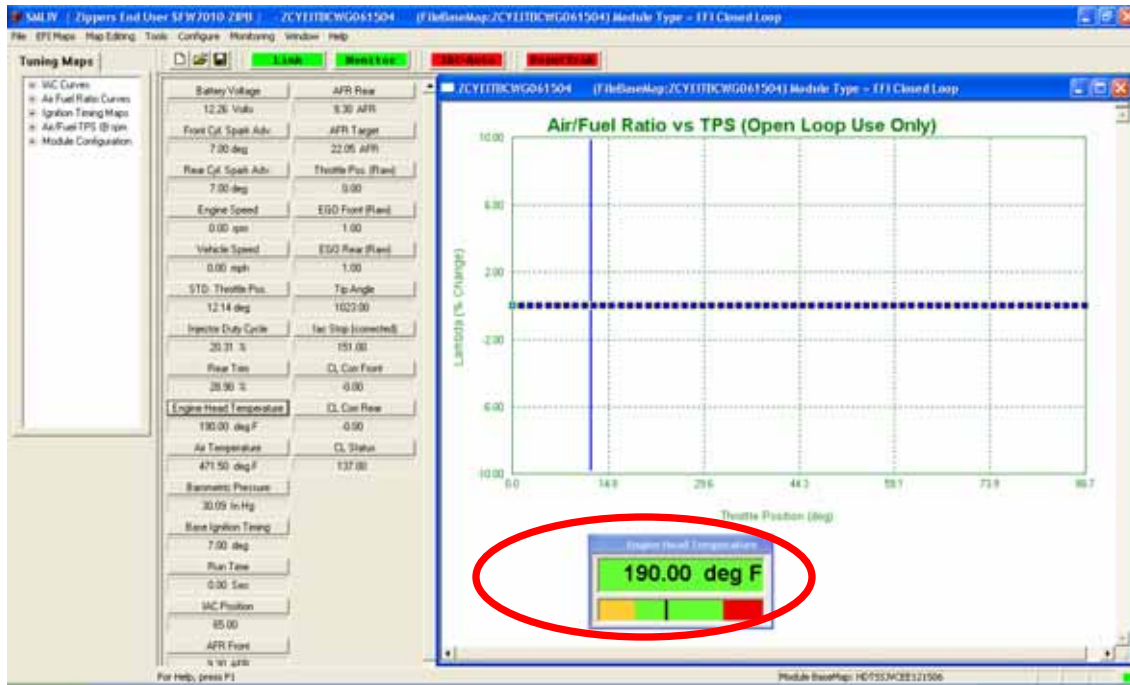 SMLIV | Zippers End User SFW7010-ZIPB | - ZCYEITBCWG061504 (FileBaseMap:ZCYEITBCWG061504) Module Type - EFI Closed Loop
File EFI Maps Map Editing Tools Configure Monitoring Window Help
Tuning Maps
Link Monitor
IAC Curves
Air Fuel Ratio Curves
Ignition Timing Maps
Air/Fuel TPS @ rpm
Module Configuration
Battery Voltage
12.26 Volts
Front Cyl. Spark Adv.
7.00 deg
Rear Cyl. Spark Adv.
7.00 deg
Engine Speed
0.00 rpm
Vehicle Speed
0.00 mph
STD. Throttle Pos.
12.14 deg
Injector Duty Cycle
20.31 %
Rear Trim
28.90 %
Engine Head Temperature
190.00 deg F
Air Temperature
471.50 deg F
Barometric Pressure
30.09 In Hg
Base Ignition Timing
7.00 deg
Run Time
0.00 Sec
IAC Position
65.00
AFR Front
9.30 AFR
AFR Rear
9.30 AFR
AFR Target
22.05 AFR
Throttle Pos. (Raw)
0.00
EGO Front (Raw)
1.00
EGO Rear (Raw)
1.00
Tip Angle
1023.00
Iac Step (corrected)
151.00
CL Corr Front
-0.00
CL Corr Rear
-0.00
CL Status
137.00
ZCYEITBCWG061504 (FileBaseMap:ZCYEITBCWG061504) Module Type - EFI Closed Loop
Air/Fuel Ratio vs TPS (Open Loop Use Only)
10.00
6.00
2.00
-2.00
6.00
10.00
Lambda (% Change)
0.0 14.8 29.6 44.3 59.1 73.9 88.7
Throttle Position (deg)
Engine Head Temperature
190.00 deg F
For Help, press F1